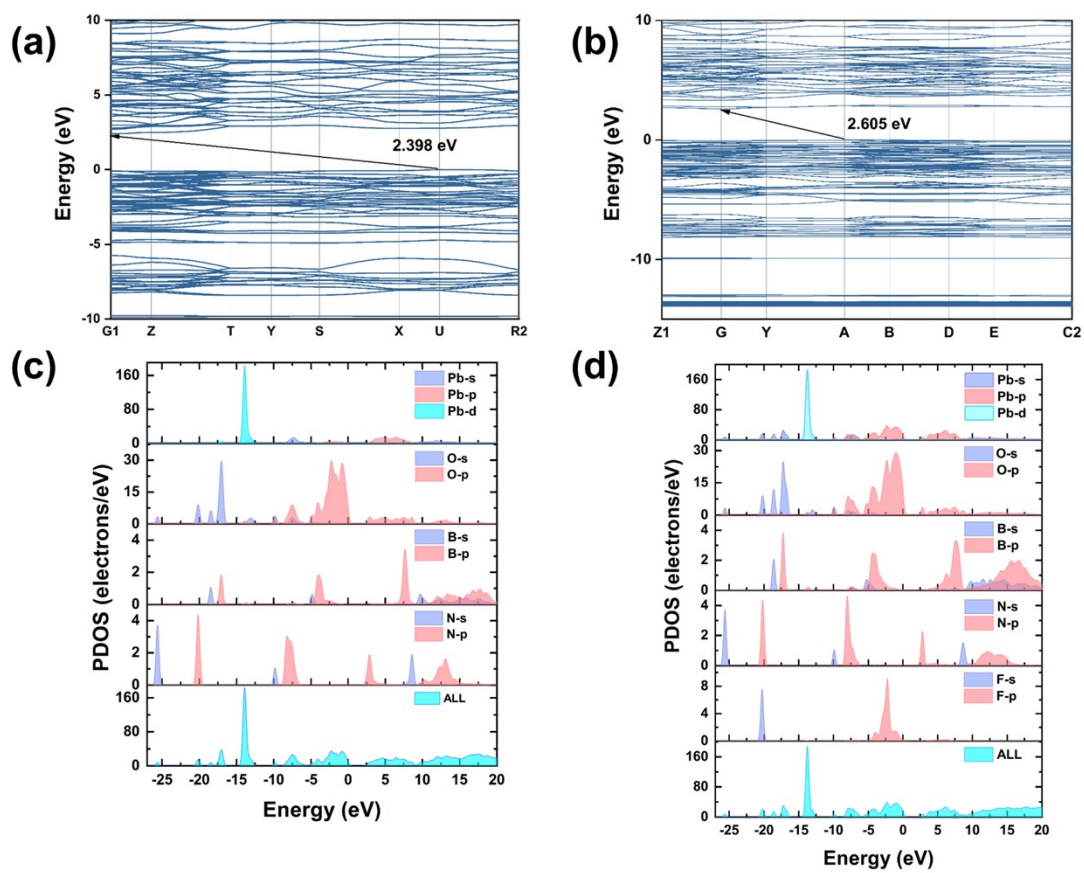 (a)
10
5
0
-5
-10
Energy (eV)
2.398 eV
G1 Z T Y S X U R2
(b)
10
0
-10
Energy (eV)
2.605 eV
Z1 G Y A B D E C2
(c)
PDOS (electrons/eV)
160
80
0
Pb-s
Pb-p
Pb-d
30
15
0
O-s
O-p
4
2
0
B-s
B-p
4
2
0
N-s
N-p
160
80
0
ALL
-25 -20 -15 -10 -5 0 5 10 15 20
Energy (eV)
(d)
PDOS (electrons/eV)
160
80
0
Pb-s
Pb-p
Pb-d
30
15
0
O-s
O-p
4
2
0
B-s
B-p
4
2
0
N-s
N-p
8
4
0
F-s
F-p
160
80
0
ALL
-25 -20 -15 -10 -5 0 5 10 15 20
Energy (eV)